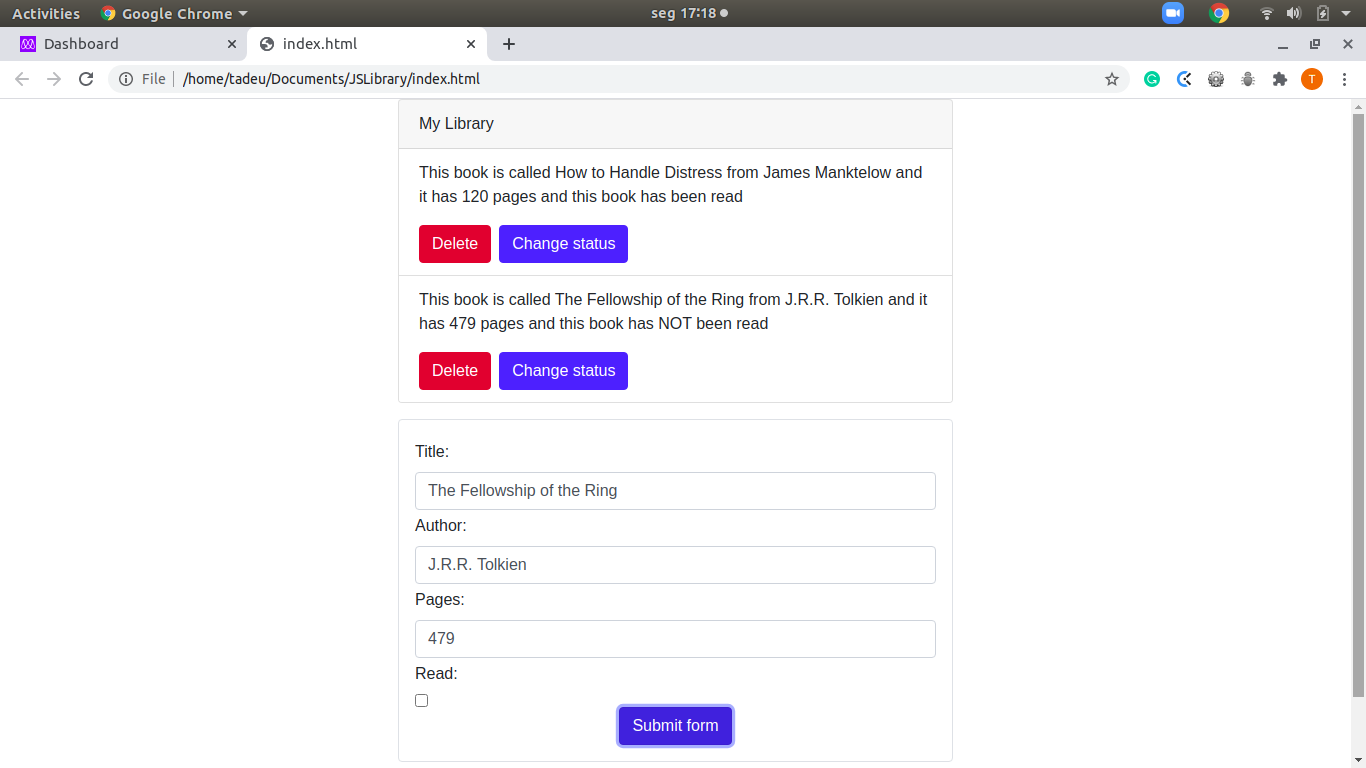 Activities Google Chrome seg 17:18
Dashboard index.html
File /home/tadeu/Documents/JSLibrary/index.html T
My Library
This book is called How to Handle Distress from James Manktelow and
it has 120 pages and this book has been read
Delete Change status
This book is called The Fellowship of the Ring from J.R.R. Tolkien and it
has 479 pages and this book has NOT been read
Delete Change status
Title:
The Fellowship of the Ring
Author:
J.R.R. Tolkien
Pages:
479
Read:
Submit form